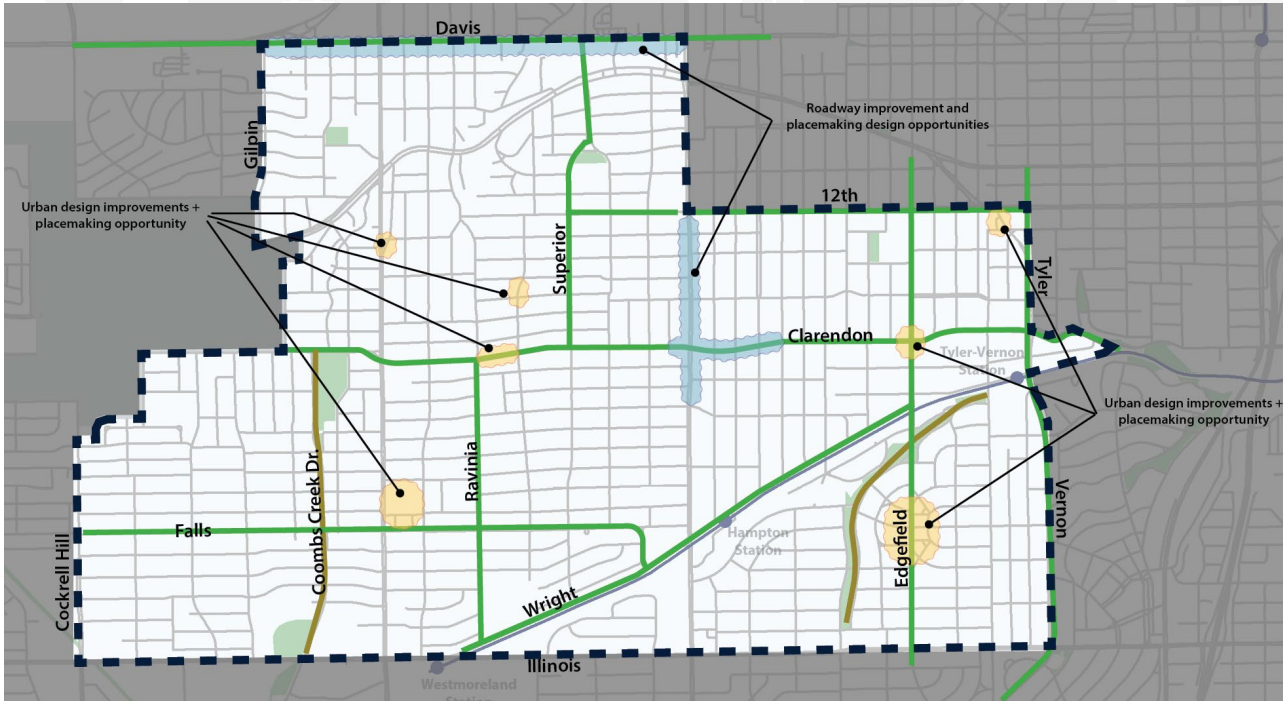 Davis
Roadway improvement and
placemaking design opportunities
Gilpin
Urban design improvements +
placemaking opportunity
12th
Superior
Tyler
Clarendon
Tyler-Vernon
Station
Urban design improvements +
placemaking opportunity
Ravinia
Coombs Creek Dr.
Vernon
Falls
Hampton
Station
Edgefield
Cockrell Hill
Wright
Illinois
Westmoreland
Station